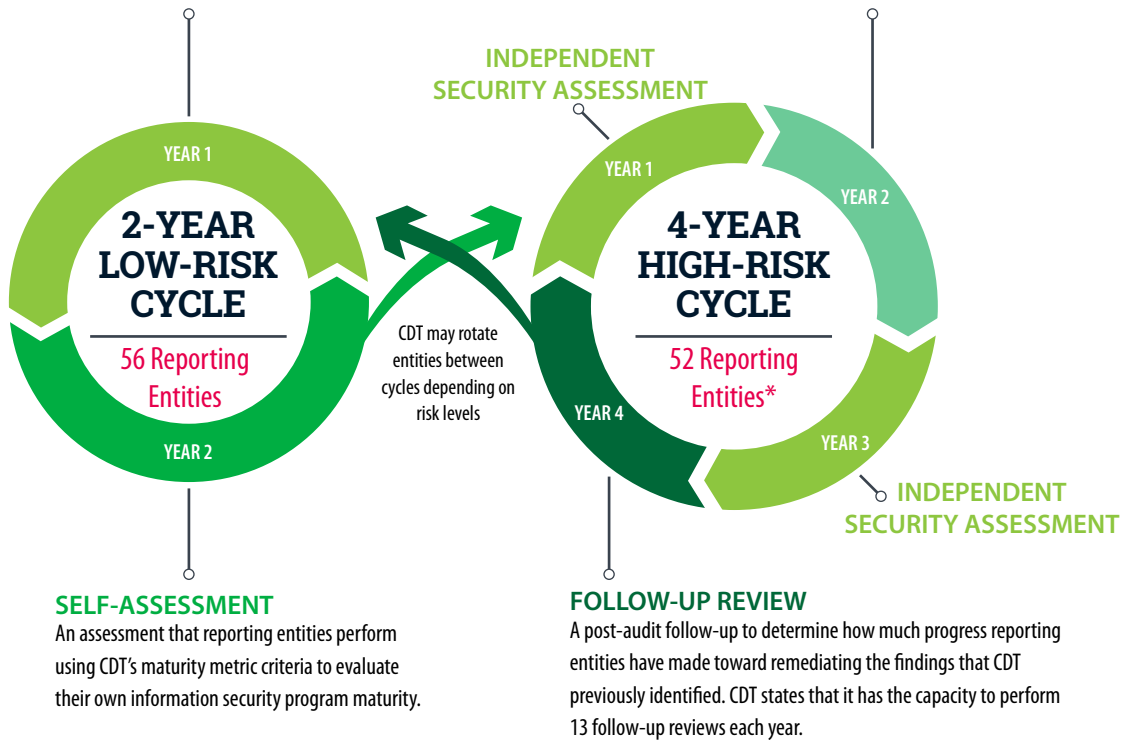 INDEPENDENT
SECURITY ASSESSMENT
YEAR 1
2-YEAR
LOW-RISK
CYCLE
56 Reporting
Entities
YEAR 2
CDT may rotate
entities between
cycles depending on
risk levels
YEAR 1
YEAR 2
4-YEAR
HIGH-RISK
CYCLE
52 Reporting
Entities*
YEAR 4
YEAR 3
INDEPENDENT
SECURITY ASSESSMENT
SELF-ASSESSMENT
An assessment that reporting entities perform
using CDT’s maturity metric criteria to evaluate
their own information security program maturity.
FOLLOW-UP REVIEW
A post-audit follow-up to determine how much progress reporting
entities have made toward remediating the findings that CDT
previously identified. CDT states that it has the capacity to perform
13 follow-up reviews each year.